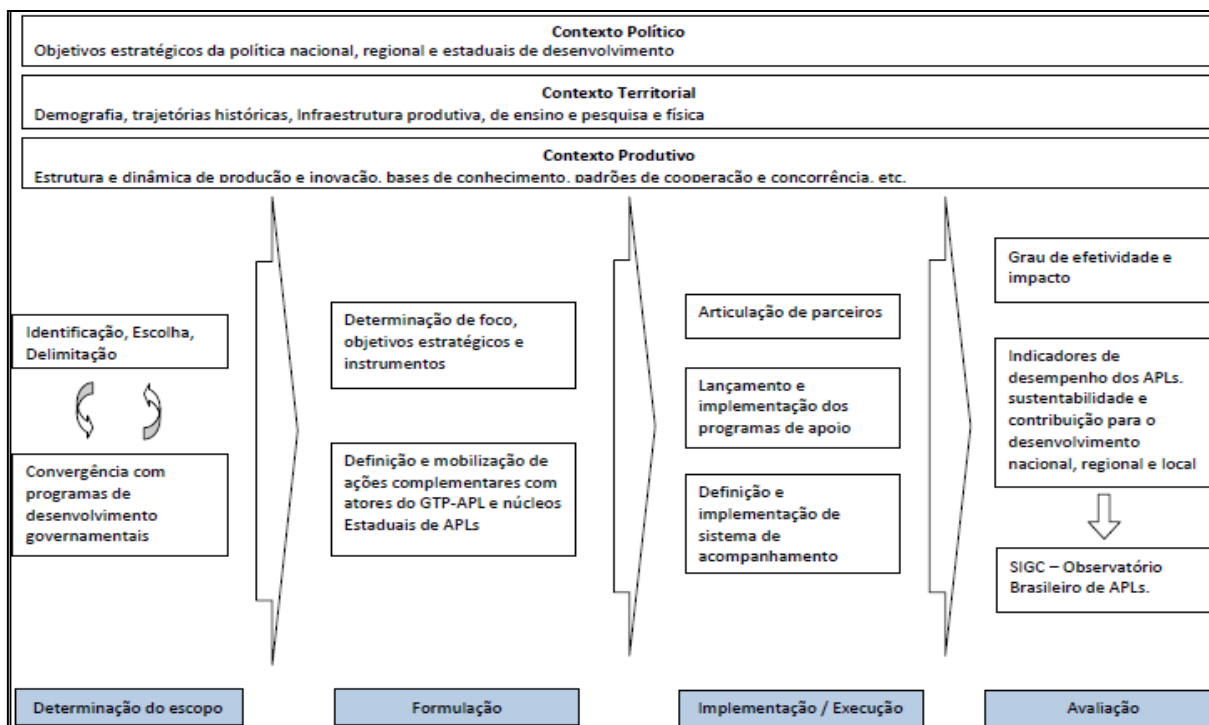 Contexto Político
Objetivos estratégicos da política nacional, regional e estaduais de desenvolvimento
Contexto Territorial
Demografia, trajetórias históricas, Infraestrutura produtiva, de ensino e pesquisa e física
Contexto Produtivo
Estrutura e dinâmica de produção e inovação, bases de conhecimento, padrões de cooperação e concorrência, etc.
Identificação, Escolha,
Delimitação
Convergência com
programas de
desenvolvimento
governamentais
Determinação de foco,
objetivos estratégicos e
instrumentos
Definição e mobilização de
ações complementares com
atores do GTP-APL e núcleos
Estaduais de APLs
Articulação de parceiros
Lançamento e
implementação dos
programas de apoio
Definição e
implementação de
sistema de
acompanhamento
Grau de efetividade e
impacto
Indicadores de
desempenho dos APLs.
sustentabilidade e
contribuição para o
desenvolvimento
nacional, regional e local
SIGC – Observatório
Brasileiro de APLs.
Determinação do escopo
Formulação
Implementação / Execução
Avaliação